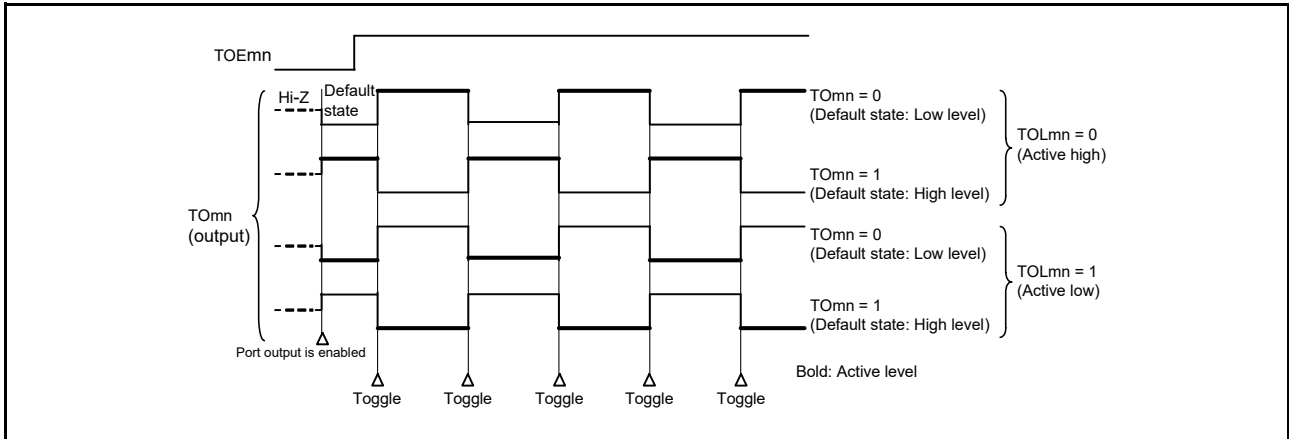 TOEmn
Hi-Z
Default
state
TOmn = 0
(Default state: Low level)
TOLmn = 0
(Active high)
TOmn = 1
(Default state: High level)
TOmn
(output)
TOmn = 0
(Default state: Low level)
TOLmn = 1
(Active low)
TOmn = 1
(Default state: High level)
Port output is enabled
Bold: Active level
Toggle Toggle Toggle Toggle Toggle